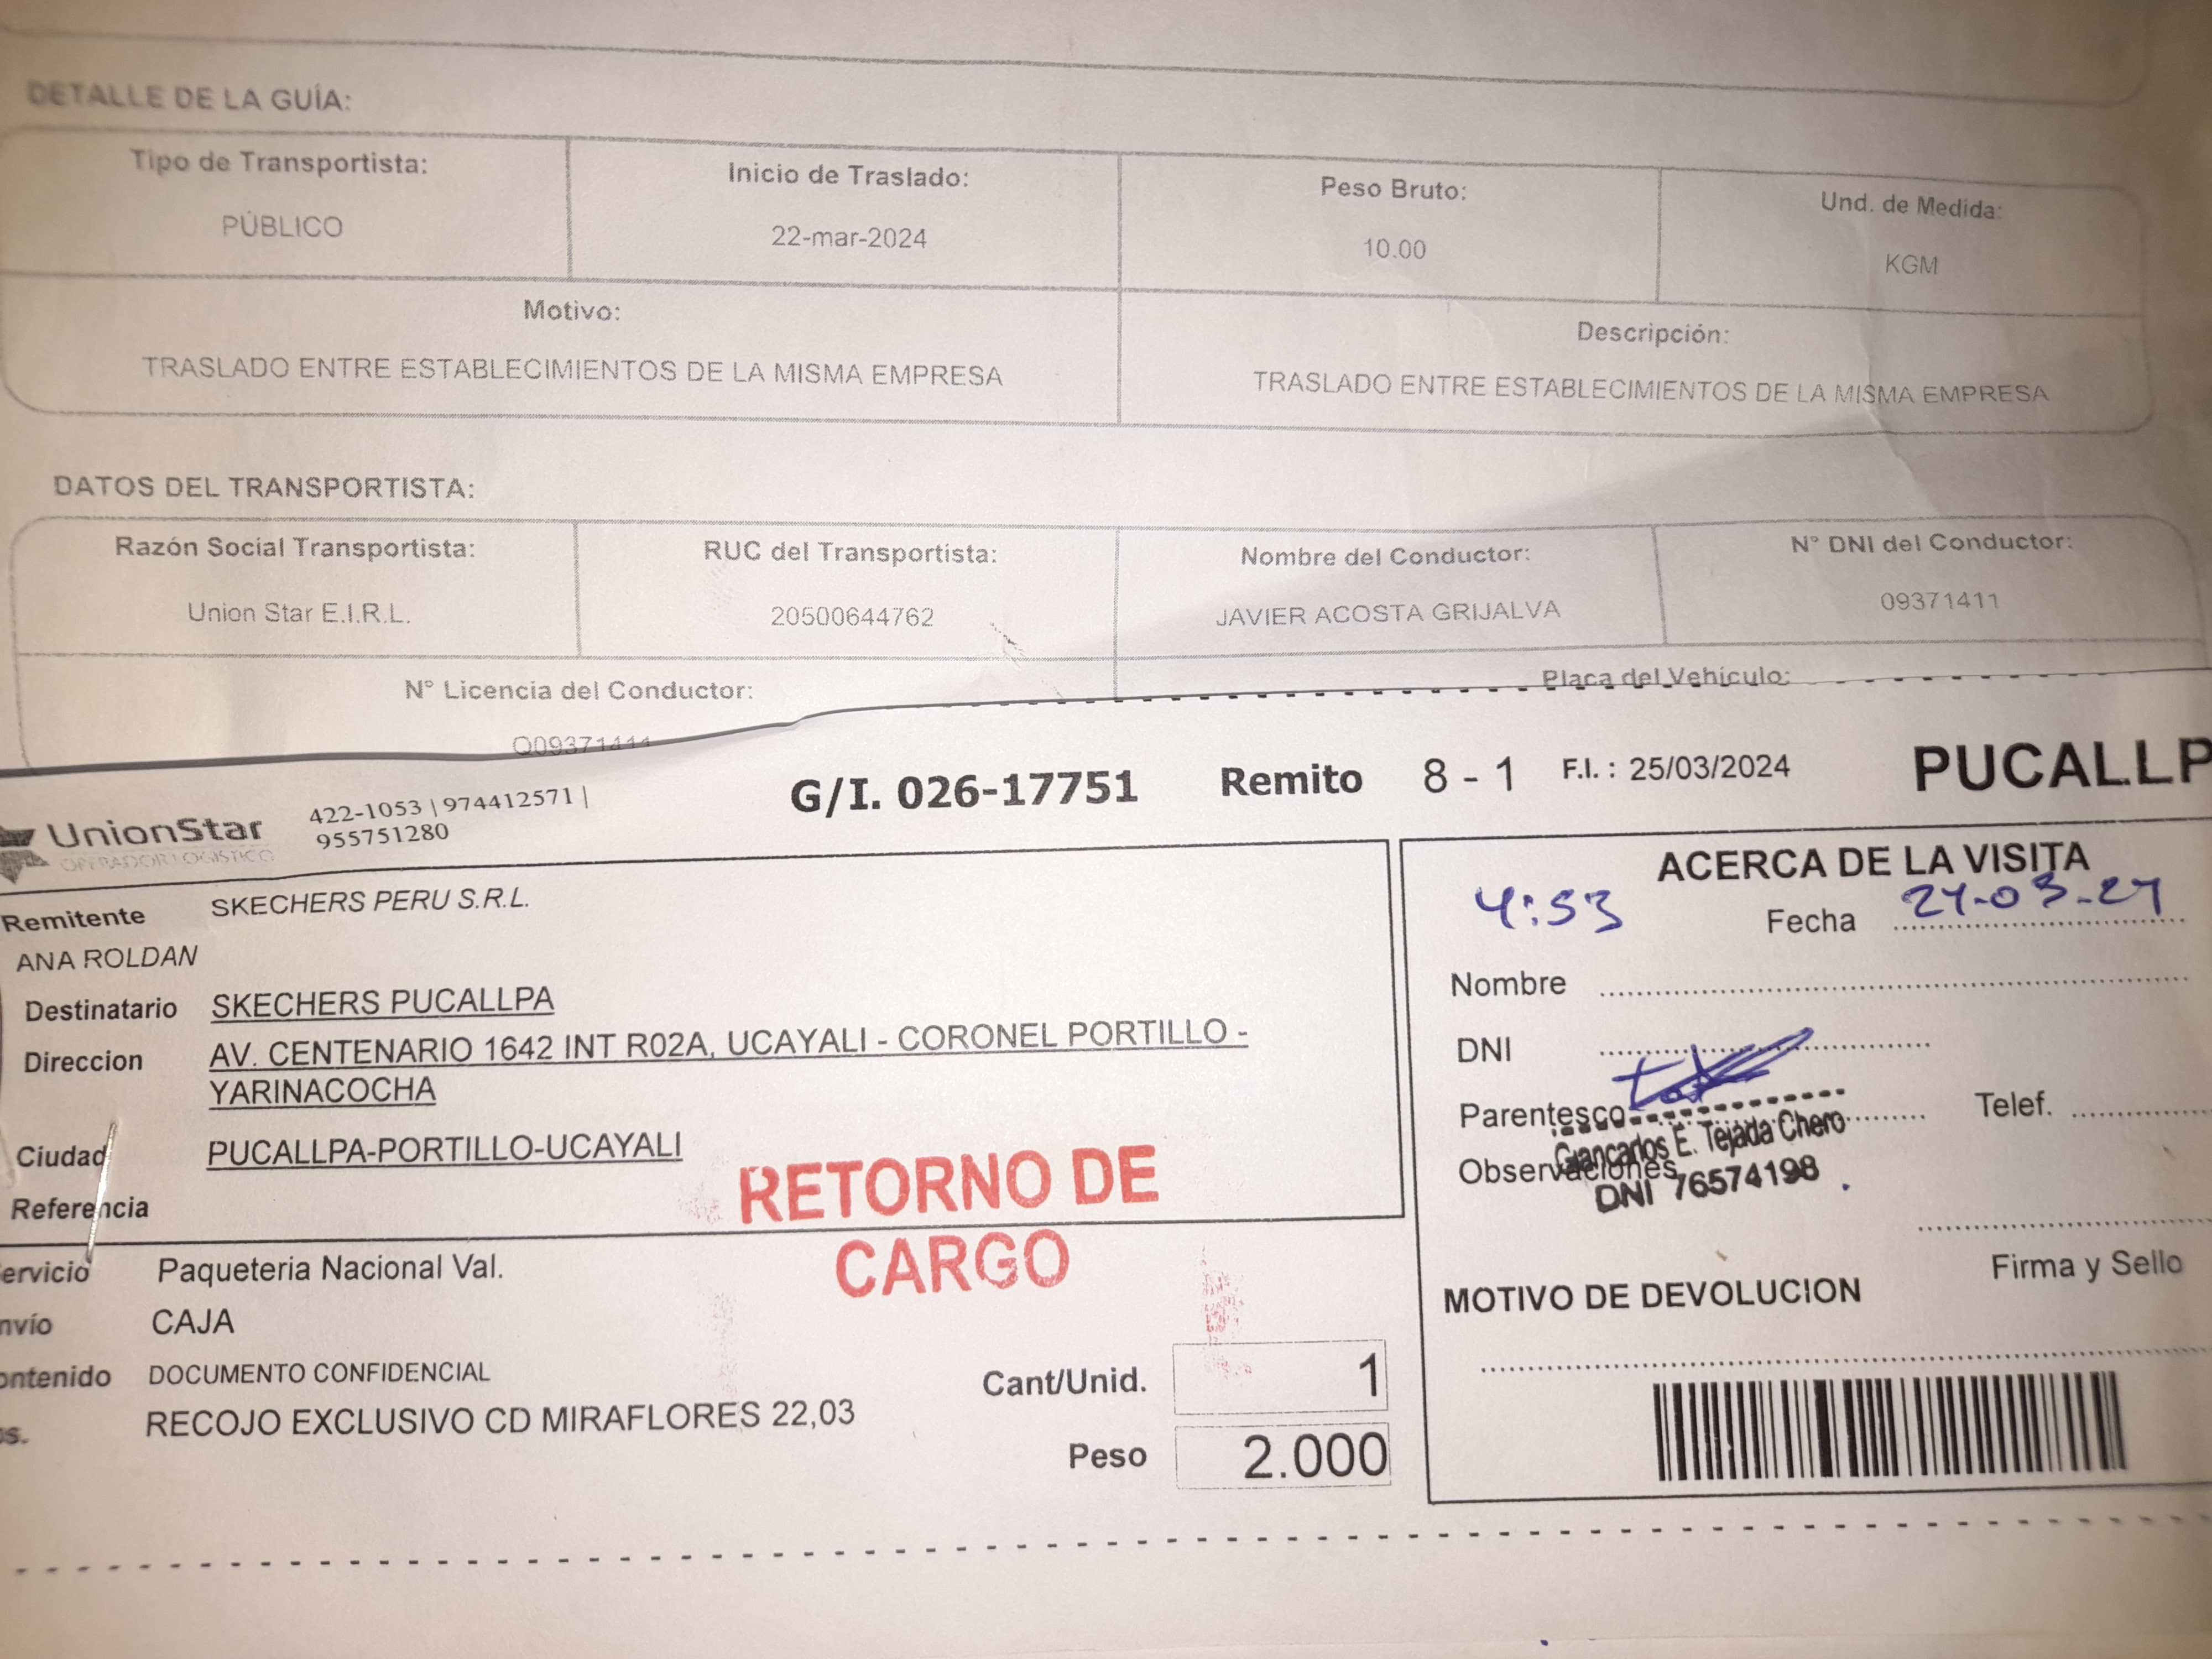 DETALLE DE LA GUÍA:
Tipo de Transportista: Inicio de Traslado: Peso Bruto: Und. de Medida:
PÚBLICO 22-mar-2024 10.00 KGM
Motivo: Descripción:
TRASLADO ENTRE ESTABLECIMIENTOS DE LA MISMA EMPRESA TRASLADO ENTRE ESTABLECIMIENTOS DE LA MISMA EMPRESA
DATOS DEL TRANSPORTISTA:
Razón Social Transportista: RUC del Transportista: Nombre del Conductor: N° DNI del Conductor:
Union Star E.I.R.L. 20500644762 JAVIER ACOSTA GRIJALVA 09371411
N° Licencia del Conductor: Placa del Vehículo:
Q09371411
G/I. 026-17751 Remito 8 - 1 F.I. : 25/03/2024 PUCALLP
UnionStar 422-1053 | 974412571 |
OPERADOR LOGISTICO 955751280
Remitente SKECHERS PERU S.R.L.
ANA ROLDAN
Destinatario SKECHERS PUCALLPA
Direccion AV. CENTENARIO 1642 INT R02A, UCAYALI - CORONEL PORTILLO -
YARINACOCHA
Ciudad PUCALLPA-PORTILLO-UCAYALI
Referencia
RETORNO DE
CARGO
ervicio Paqueteria Nacional Val.
nvío CAJA
ontenido DOCUMENTO CONFIDENCIAL
os. RECOJO EXCLUSIVO CD MIRAFLORES 22,03
Cant/Unid. 1
Peso 2.000
ACERCA DE LA VISITA
4:53 Fecha
Nombre
DNI
Parentesco Telef.
Giancarlos E. Tejada Chero
Observaciones
DNI 76574198
Firma y Sello
MOTIVO DE DEVOLUCION